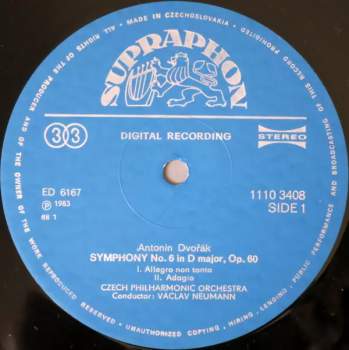 • MADE IN CZECHOSLOVAKIA • ALL RIGHTS OF THE PRODUCER AND OF THE OWNER OF THE WORK REPRODUCED RESERVED • UNAUTHORIZED COPYING, HIRING, LENDING, PUBLIC PERFORMANCE AND BROADCASTING OF THIS RECORD PROHIBITED
SUPRAPHON
33
DIGITAL RECORDING
STEREO
ED 6167
1110 3408
℗ 1983
SIDE 1
88 1
Antonín Dvořák
SYMPHONY No. 6 in D major, Op. 60
I. Allegro non tanto
II. Adagio
CZECH PHILHARMONIC ORCHESTRA
Conductor: VÁCLAV NEUMANN